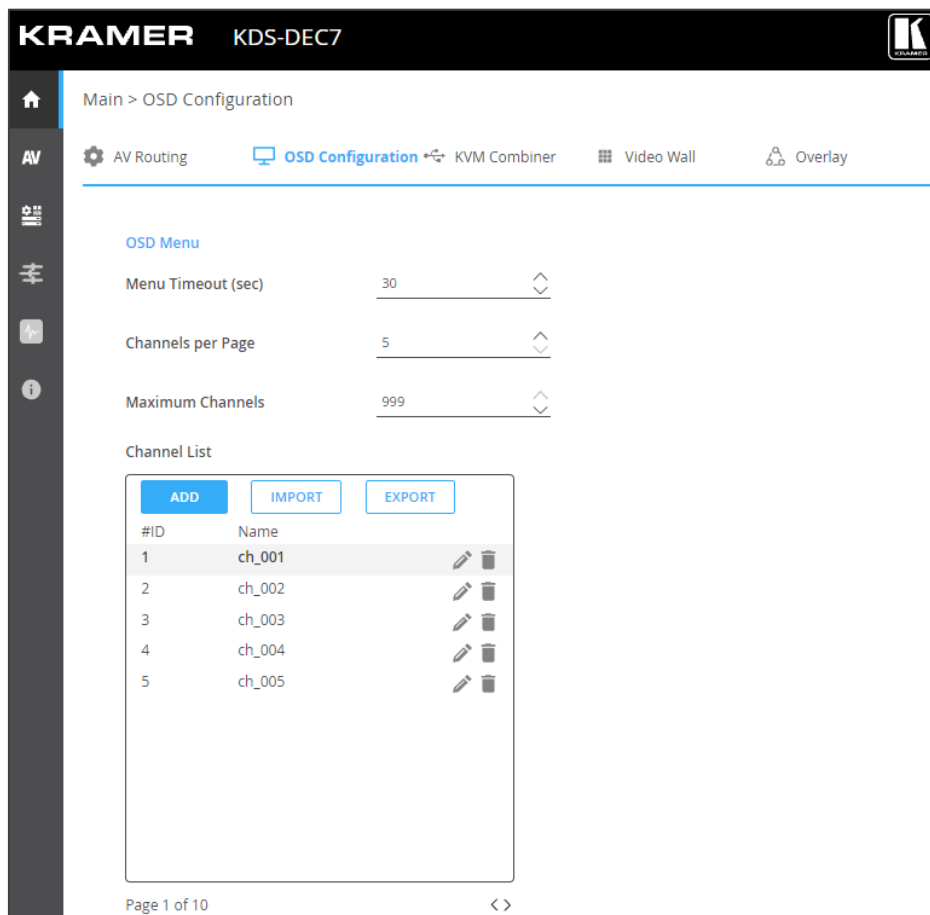 KRAMER KDS-DEC7
KRAMER
Main > OSD Configuration
AV
AV Routing OSD Configuration KVM Combiner Video Wall Overlay
OSD Menu
Menu Timeout (sec) 30
Channels per Page 5
Maximum Channels 999
Channel List
ADD IMPORT EXPORT
#ID Name
1 ch_001
2 ch_002
3 ch_003
4 ch_004
5 ch_005
Page 1 of 10 < >